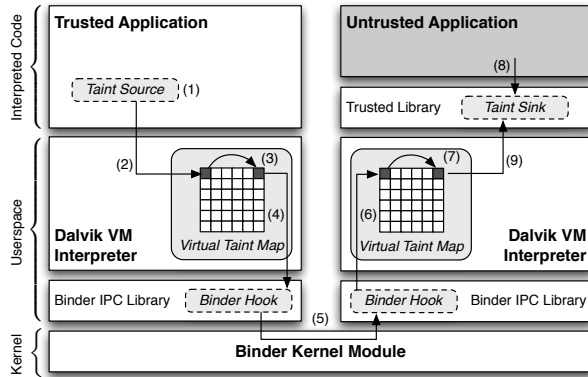 Interpreted Code
Userspace
Kernel
Trusted Application
Taint Source
(1)
(2)
(3)
(4)
Virtual Taint Map
Dalvik VM
Interpreter
Binder IPC Library
Binder Hook
(5)
Binder Kernel Module
Untrusted Application
(8)
Trusted Library
Taint Sink
(9)
(7)
(6)
Virtual Taint Map
Dalvik VM
Interpreter
Binder Hook
Binder IPC Library